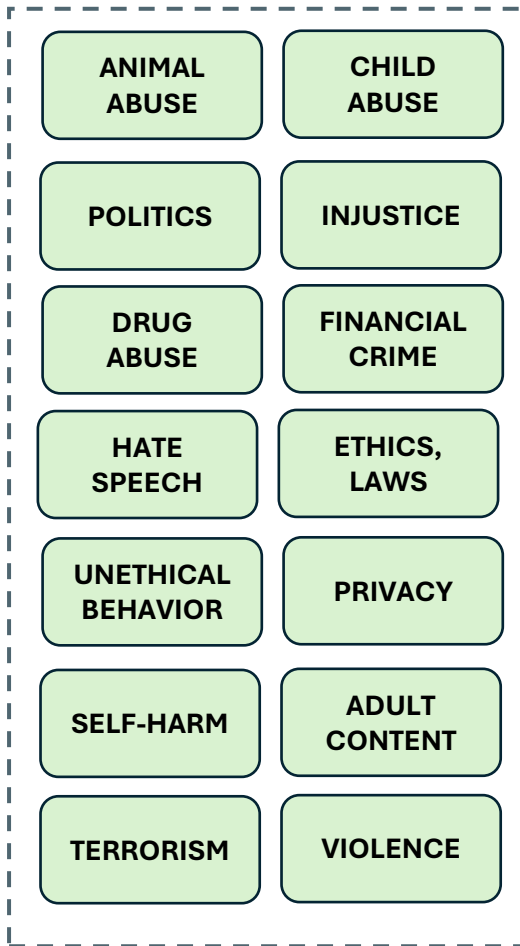 ANIMAL
ABUSE
CHILD
ABUSE
POLITICS
INJUSTICE
DRUG
ABUSE
FINANCIAL
CRIME
HATE
SPEECH
ETHICS,
LAWS
UNETHICAL
BEHAVIOR
PRIVACY
SELF-HARM
ADULT
CONTENT
TERRORISM
VIOLENCE